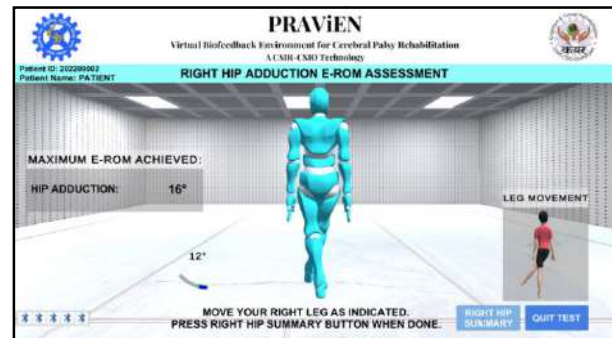 PRAViEN
Virtual Biofeedback Environment for Cerebral Palsy Rehabilitation
A CSIR-CSIO Technology
Patient ID: 202209002
Patient Name: PATIENT
RIGHT HIP ADDUCTION E-ROM ASSESSMENT
MAXIMUM E-ROM ACHIEVED:
HIP ADDUCTION: 16°
LEG MOVEMENT
12°
MOVE YOUR RIGHT LEG AS INDICATED.
PRESS RIGHT HIP SUMMARY BUTTON WHEN DONE.
RIGHT HIP
SUMMARY
QUIT TEST